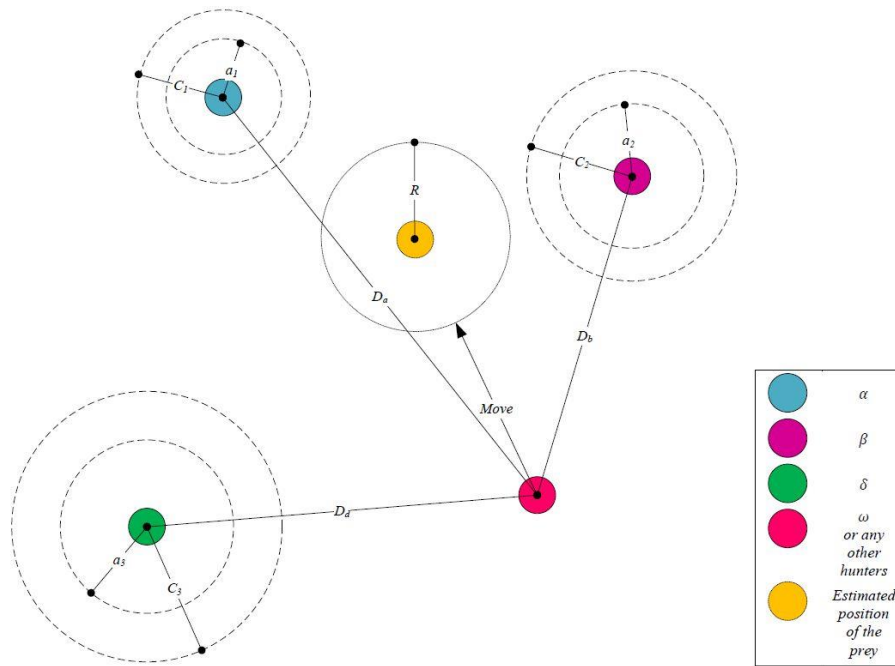 a1
C1
a2
C2
R
Da
Db
Move
Dd
a3
C3
α
β
δ
ω
or any
other
hunters
Estimated
position
of the
prey